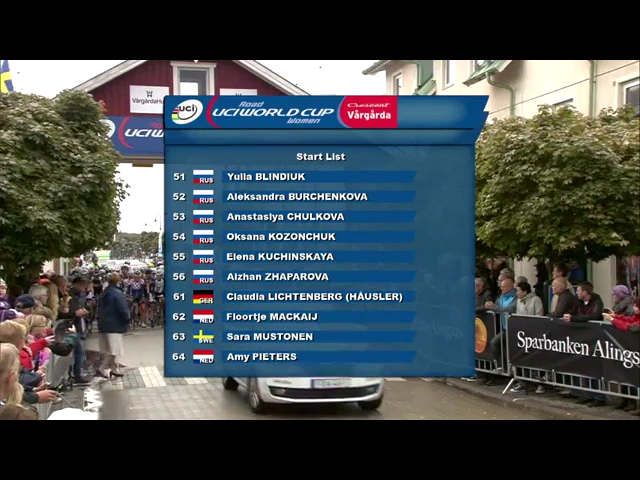 VårgårdaHus
uci
Road
UCI WORLD CUP
Women
Crescent
Vårgårda
Start List
51 RUS Yulia BLINDIUK
52 RUS Aleksandra BURCHENKOVA
53 RUS Anastasiya CHULKOVA
54 RUS Oksana KOZONCHUK
55 RUS Elena KUCHINSKAYA
56 RUS Aizhan ZHAPAROVA
61 GER Claudia LICHTENBERG (HÄUSLER)
62 NED Floortje MACKAIJ
63 SWE Sara MUSTONEN
64 NED Amy PIETERS
Sparbanken Alings